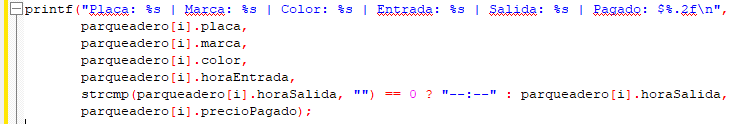 printf("Placa: %s | Marca: %s | Color: %s | Entrada: %s | Salida: %s | Pagado: $%.2f\n",
parqueadero[i].placa,
parqueadero[i].marca,
parqueadero[i].color,
parqueadero[i].horaEntrada,
strcmp(parqueadero[i].horaSalida, "") == 0 ? "--:--" : parqueadero[i].horaSalida,
parqueadero[i].precioPagado);